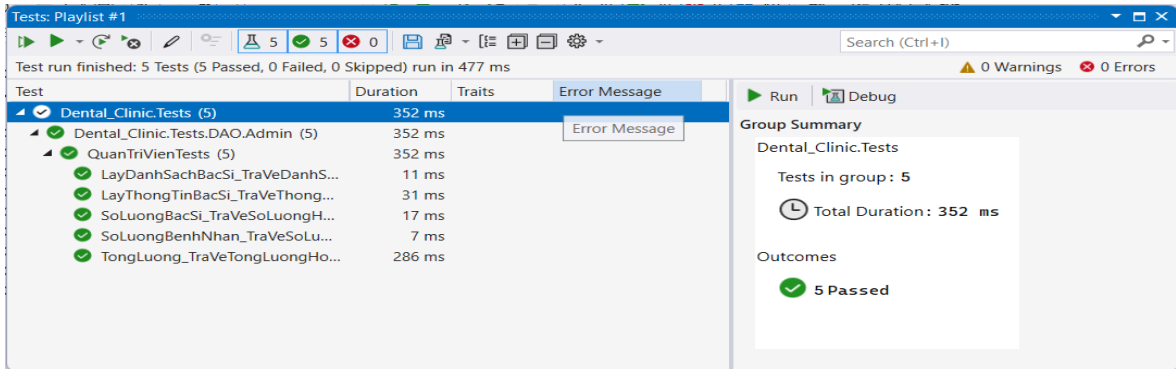 Tests: Playlist #1
5 5 0 Search (Ctrl+I)
Test run finished: 5 Tests (5 Passed, 0 Failed, 0 Skipped) run in 477 ms 0 Warnings 0 Errors
Test Duration Traits Error Message
Dental_Clinic.Tests (5) 352 ms
Dental_Clinic.Tests.DAO.Admin (5) 352 ms
QuanTriVienTests (5) 352 ms
LayDanhSachBacSi_TraVeDanhS... 11 ms
LayThongTinBacSi_TraVeThong... 31 ms
SoLuongBacSi_TraVeSoLuongH... 17 ms
SoLuongBenhNhan_TraVeSoLu... 7 ms
TongLuong_TraVeTongLuongHo... 286 ms
Error Message
Run Debug
Group Summary
Dental_Clinic.Tests
Tests in group: 5
Total Duration: 352 ms
Outcomes
5 Passed